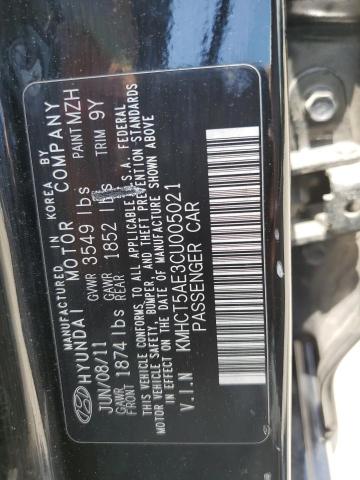 MANUFACTURED IN KOREA BY
HYUNDAI MOTOR COMPANY
JUN/08/11 GVWR 3549 lbs PAINT MZH
GAWR FRONT 1874 lbs GAWR REAR 1852 lbs TRIM 9Y
THIS VEHICLE CONFORMS TO ALL APPLICABLE U.S.A. FEDERAL
MOTOR VEHICLE SAFETY, BUMPER, AND THEFT PREVENTION STANDARDS
IN EFFECT ON THE DATE OF MANUFACTURE SHOWN ABOVE
V.I.N KMHCT5AE3CU005021
PASSENGER CAR